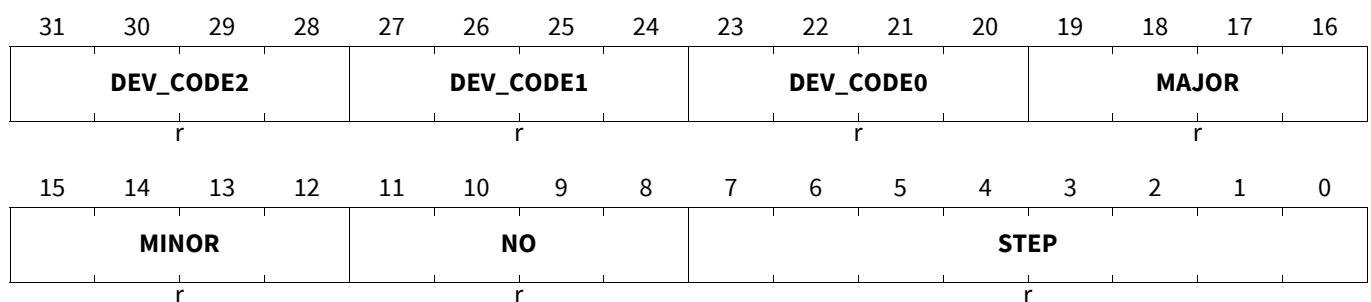 31 30 29 28 27 26 25 24 23 22 21 20 19 18 17 16
DEV_CODE2 DEV_CODE1 DEV_CODE0 MAJOR
r r r r
15 14 13 12 11 10 9 8 7 6 5 4 3 2 1 0
MINOR NO STEP
r r r